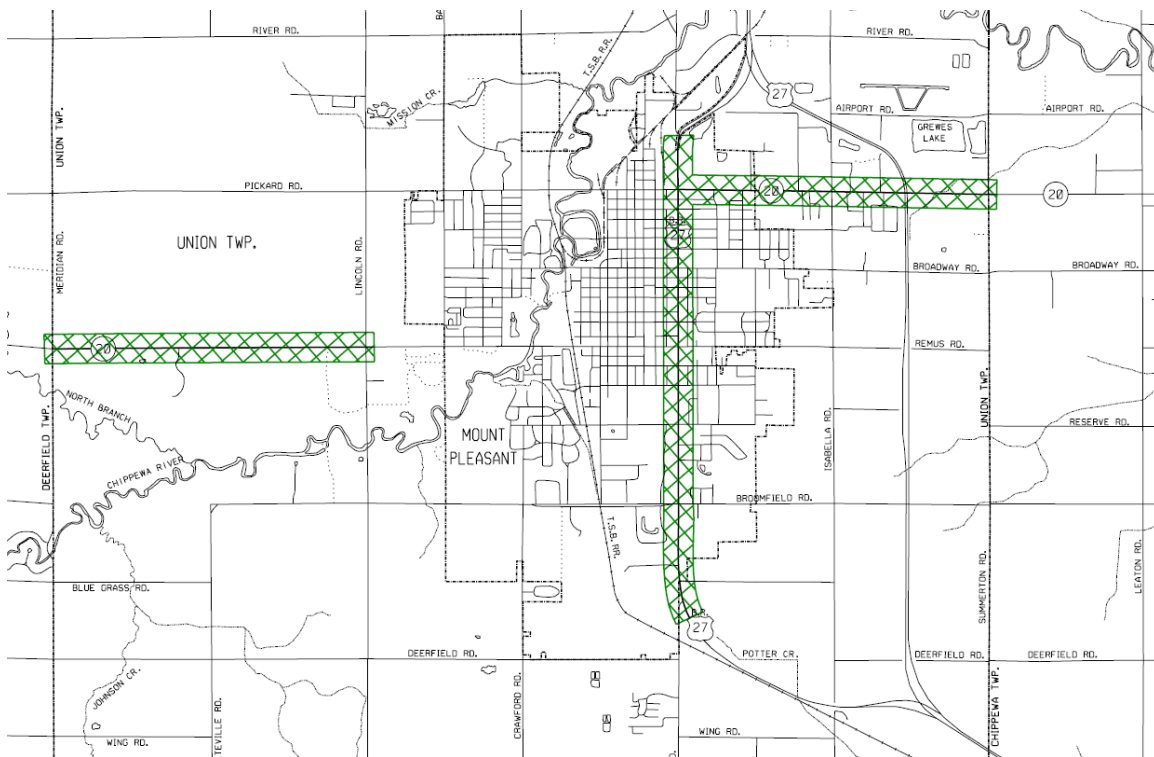 RIVER RD.
BA
T.S.B. R.R.
RIVER RD.
27
MISSION CR.
AIRPORT RD.
AIRPORT RD.
GREWES
LAKE
UNION TWP.
PICKARD RD.
20
20
UNION TWP.
27
MERIDIAN RD.
LINCOLN RD.
BROADWAY RD.
BROADWAY RD.
20
REMUS RD.
UNION TWP.
NORTH BRANCH
DEERFIELD TWP.
MOUNT
PLEASANT
ISABELLA RD.
RESERVE RD.
CHIPPEWA RIVER
BROOMFIELD RD.
T.S.B. RR.
BLUE GRASS RD.
SUMMERTON RD.
LEATON RD.
B.R.
27
DEERFIELD RD.
POTTER CR.
DEERFIELD RD.
DEERFIELD RD.
JOHNSON CR.
TEVILLE RD.
CRAWFORD RD.
CHIPPEWA TWP.
WING RD.
WING RD.